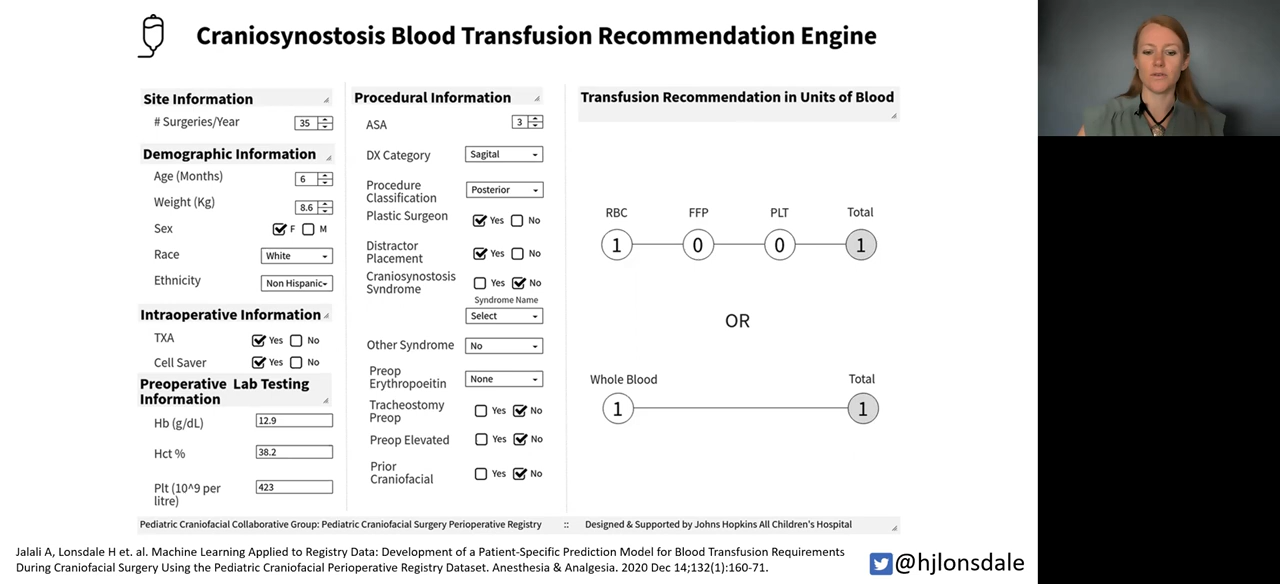 Craniosynostosis Blood Transfusion Recommendation Engine
Site Information
# Surgeries/Year 35
Demographic Information
Age (Months) 6
Weight (Kg) 8.6
Sex F M
Race White
Ethnicity Non Hispanic
Intraoperative Information
TXA Yes No
Cell Saver Yes No
Preoperative Lab Testing
Information
Hb (g/dL) 12.9
Hct % 38.2
Plt (10^9 per
litre) 423
Procedural Information
ASA 3
DX Category Sagital
Procedure
Classification Posterior
Plastic Surgeon Yes No
Distractor
Placement Yes No
Craniosynostosis
Syndrome Yes No
Syndrome Name
Select
Other Syndrome No
Preop
Erythropoeitin None
Tracheostomy
Preop Yes No
Preop Elevated Yes No
Prior
Craniofacial Yes No
Transfusion Recommendation in Units of Blood
RBC FFP PLT Total
1 0 0 1
OR
Whole Blood Total
1 1
Pediatric Craniofacial Collaborative Group: Pediatric Craniofacial Surgery Perioperative Registry :: Designed & Supported by Johns Hopkins All Children's Hospital
Jalali A, Lonsdale H et. al. Machine Learning Applied to Registry Data: Development of a Patient-Specific Prediction Model for Blood Transfusion Requirements
During Craniofacial Surgery Using the Pediatric Craniofacial Perioperative Registry Dataset. Anesthesia & Analgesia. 2020 Dec 14;132(1):160-71.
@hjlonsdale